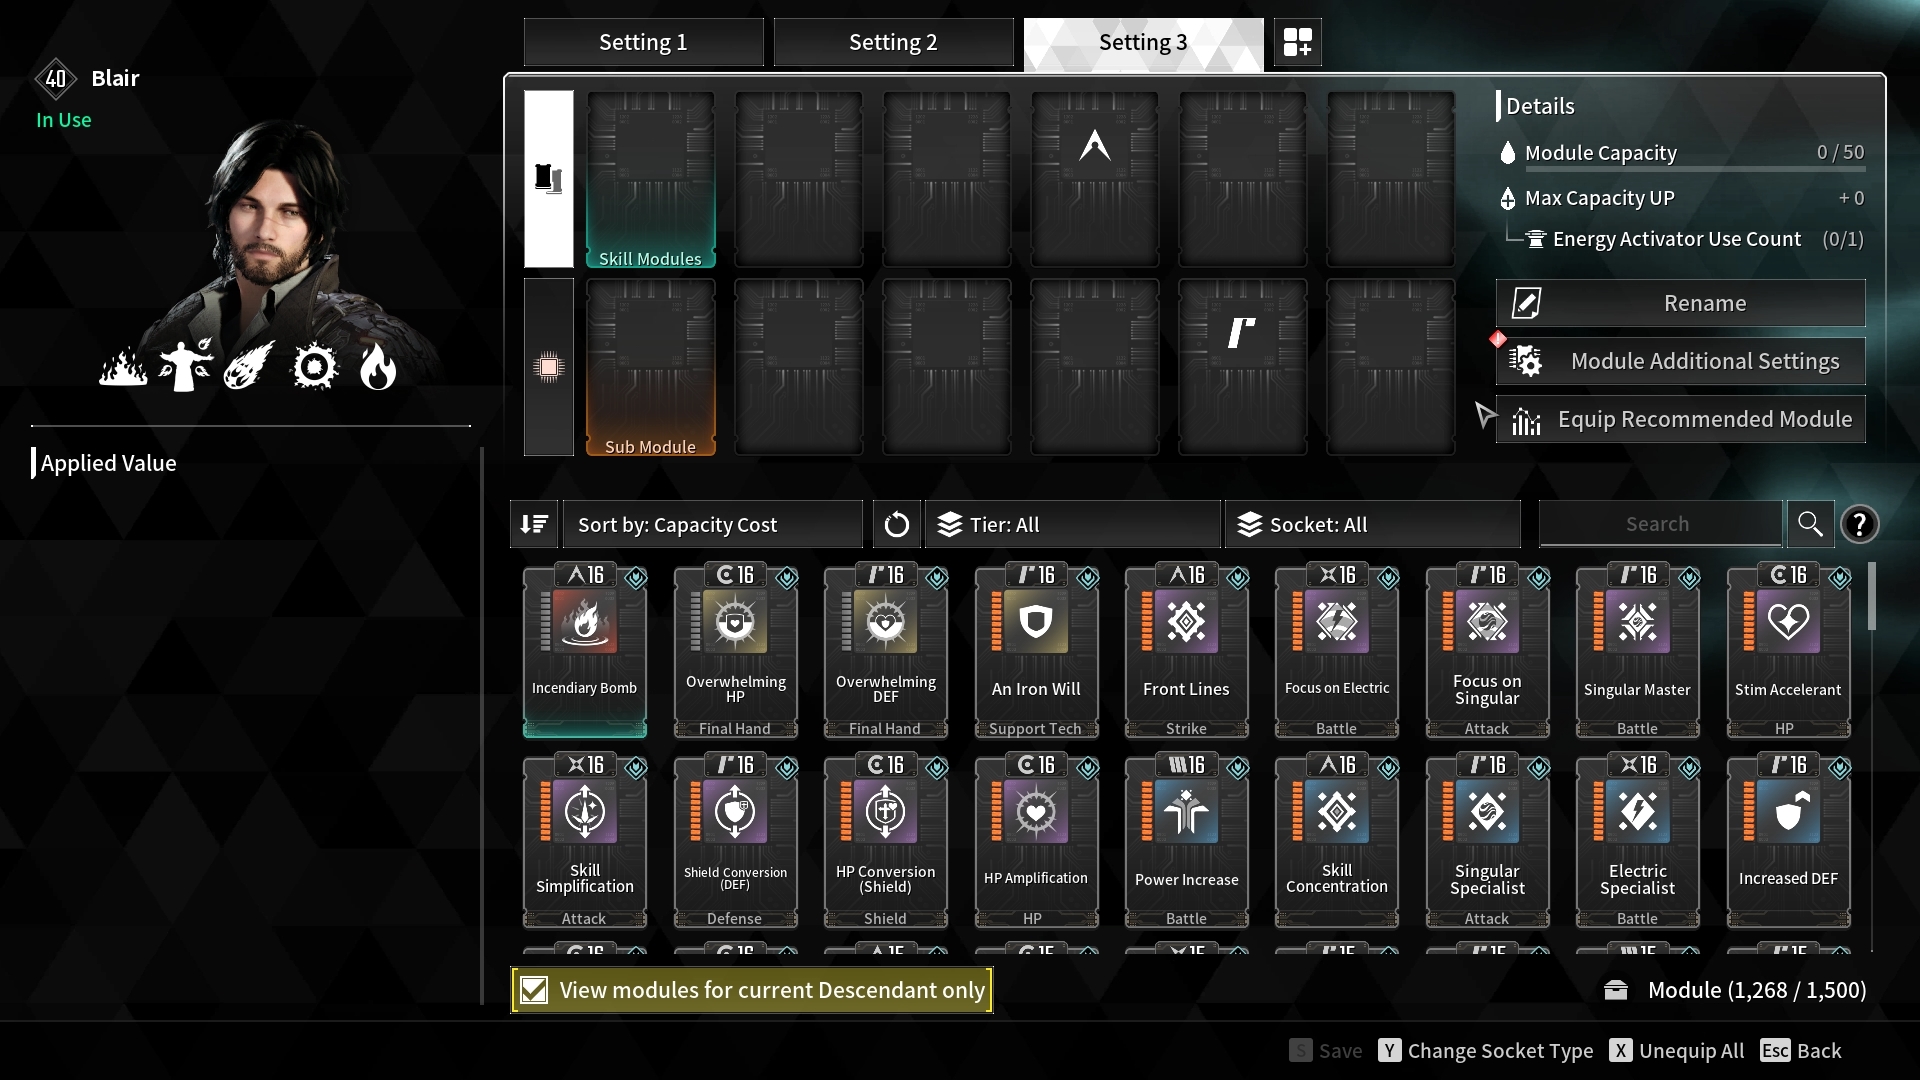 Setting 1
Setting 2
Setting 3
40
Blair
In Use
Details
Module Capacity
0 / 50
Max Capacity UP
+ 0
Energy Activator Use Count
(0/1)
Skill Modules
Rename
Module Additional Settings
Equip Recommended Module
Sub Module
Applied Value
Sort by: Capacity Cost
Tier: All
Socket: All
Search
?
16
16
16
16
16
16
16
16
16
Incendiary Bomb
Overwhelming
HP
Final Hand
Overwhelming
DEF
Final Hand
An Iron Will
Support Tech
Front Lines
Strike
Focus on Electric
Battle
Focus on
Singular
Attack
Singular Master
Battle
Stim Accelerant
HP
16
16
16
16
16
16
16
16
16
Skill
Simplification
Attack
Shield Conversion
(DEF)
Defense
HP Conversion
(Shield)
Shield
HP Amplification
HP
Power Increase
Battle
Skill
Concentration
Singular
Specialist
Attack
Electric
Specialist
Battle
Increased DEF
View modules for current Descendant only
Module (1,268 / 1,500)
S Save
Y Change Socket Type
X Unequip All
Esc Back